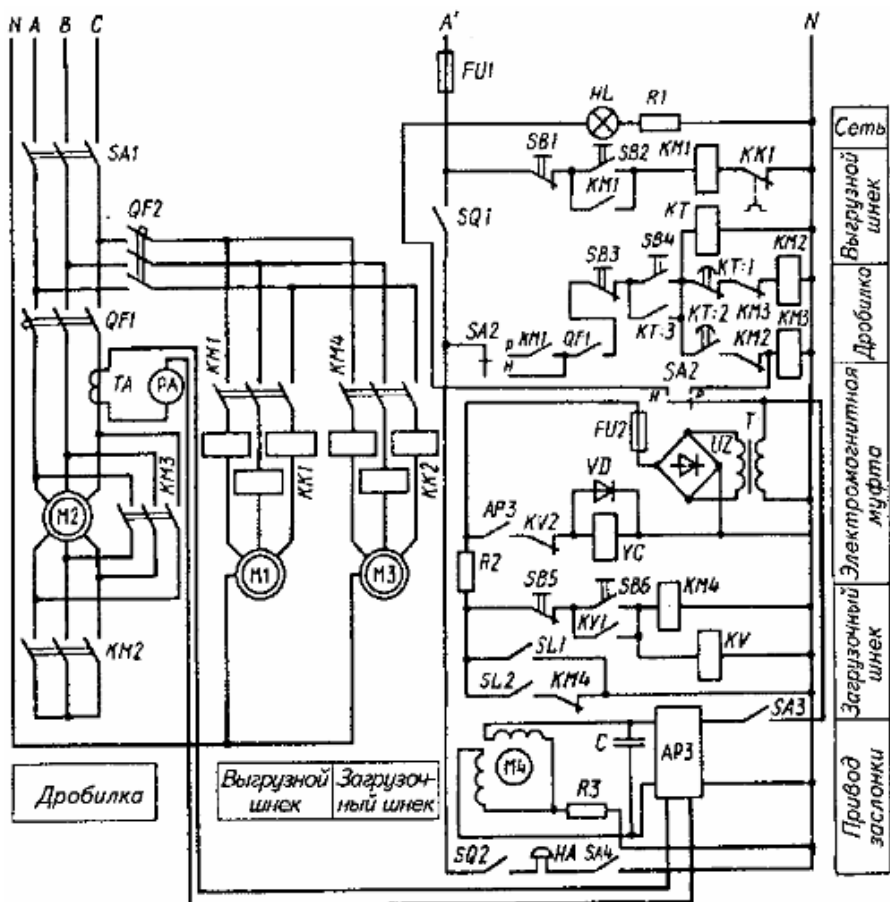 N A B C
A' N
FU1
HL R1
Сеть
SA1
SB1 SB2 KM1 KK1
KM1
Выгрузной шнек
QF2
SQ1
KT
SB3 SB4 KT:1 KM2
KT:2 KM3
KM3
QF1
KT:3 KM2
Дробилка
SA2 P H KM1 QF1
SA2
H P
TA PA
KM1 KM4
FU2 UZ T
VD
Электромагнитная муфта
KM3
KK1 KK2
AP3 KV2
YC
M2
R2
M1 M3
SB5 SB6 KM4
KV1
KV
KM2
SL1
SL2 KM4
Загрузочный шнек
SA3
C AP3
M4
R3
Привод заслонки
Дробилка
Выгрузной шнек
Загрузочный шнек
SQ2 HA SA4